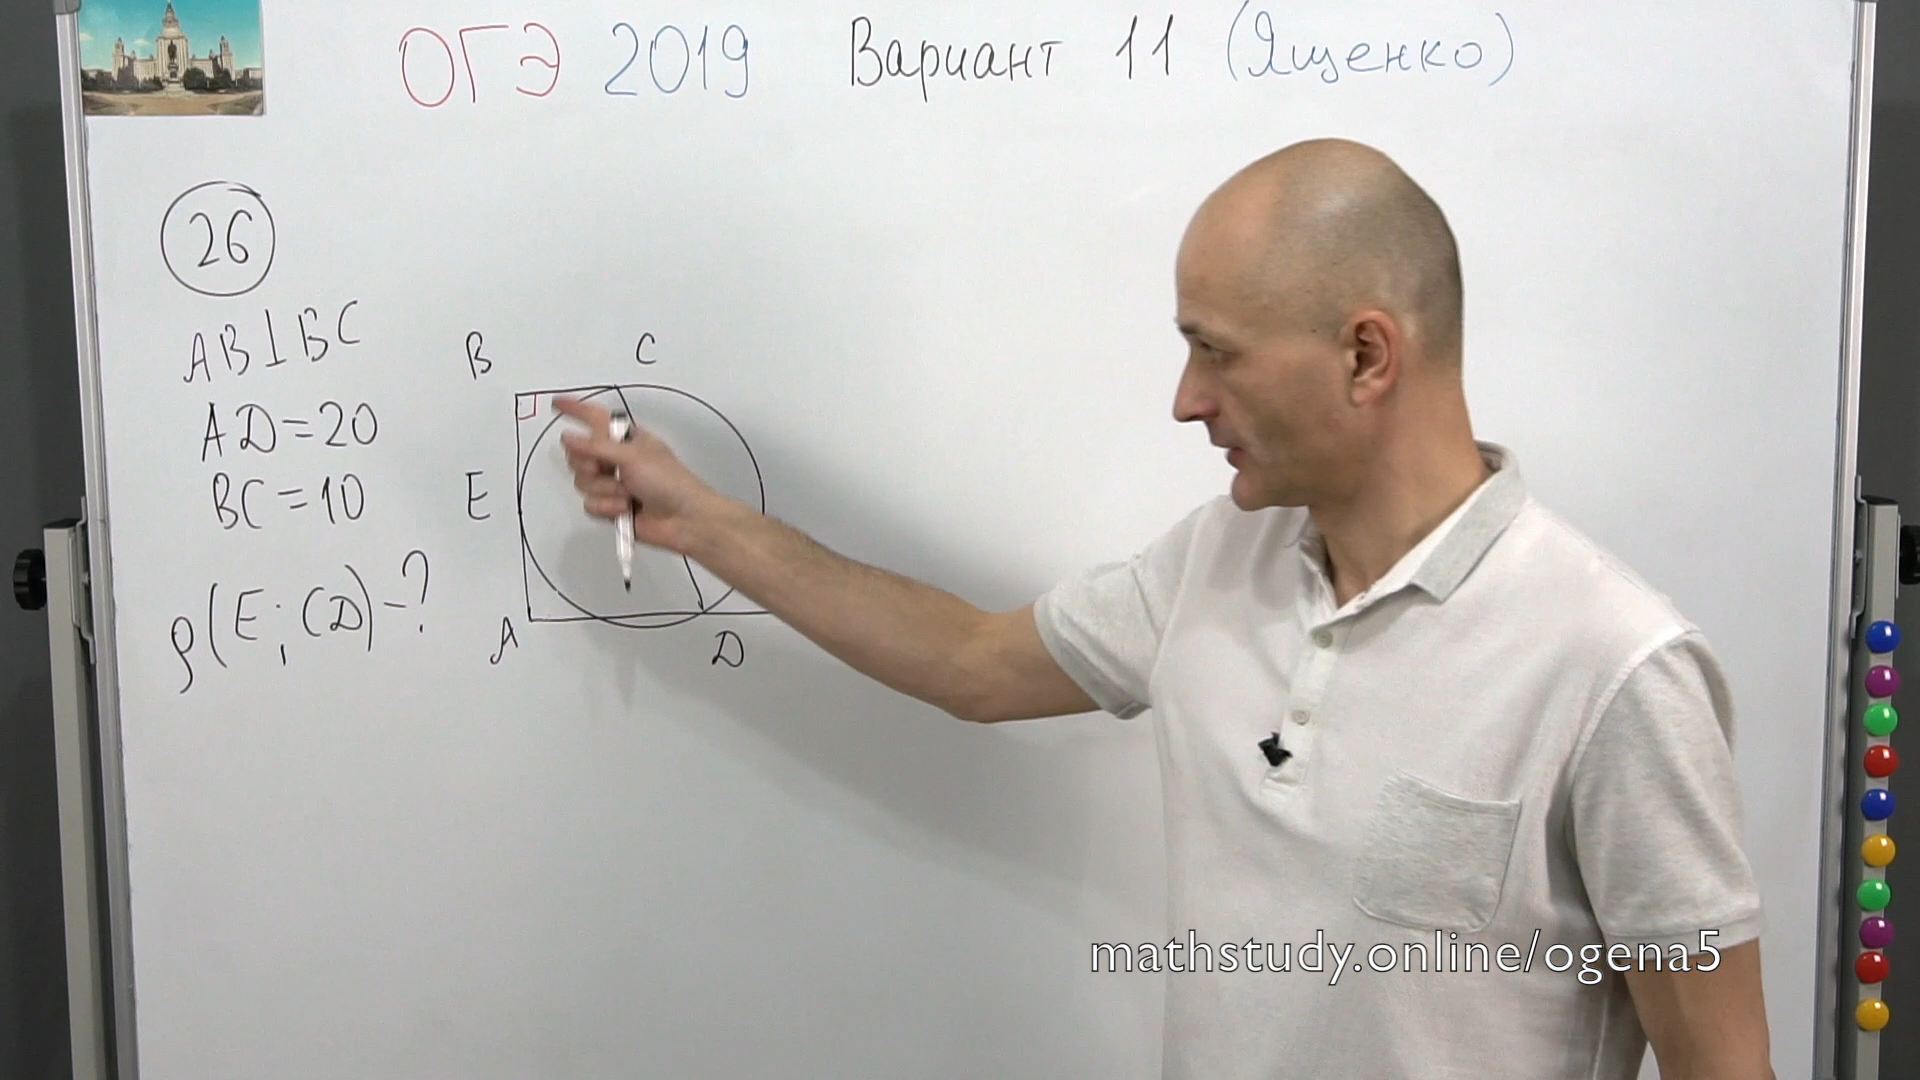 ОГЭ 2019 Вариант 11 (Ященко)
26
AB⊥BC
AD=20
BC=10
ρ(E; CD)-?
B C
E
A D
mathstudy.online/ogena5